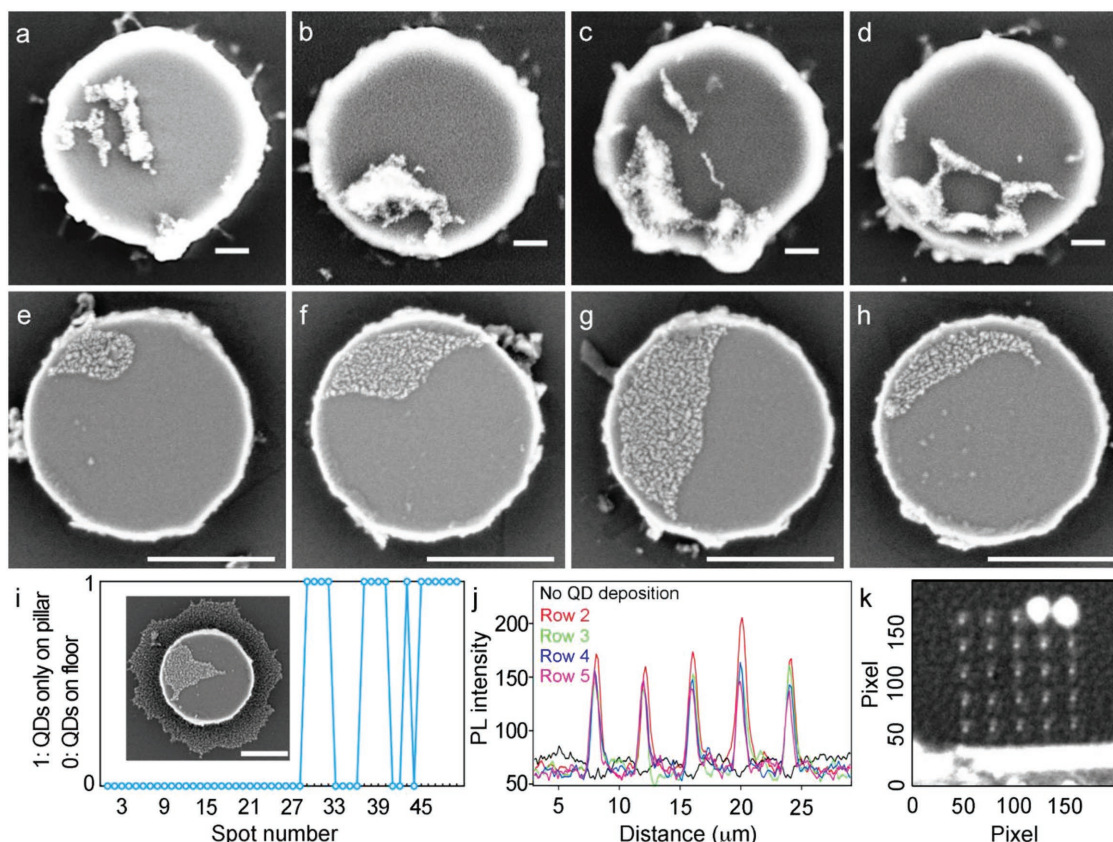 a
b
c
d
e
f
g
h
i
1: QDs only on pillar
0: QDs on floor
1
0
3 9 15 21 27 33 39 45
Spot number
j
No QD deposition
Row 2
Row 3
Row 4
Row 5
PL intensity
200
150
100
50
5 10 15 20 25
Distance (μm)
k
Pixel
150
100
50
0
0 50 100 150
Pixel